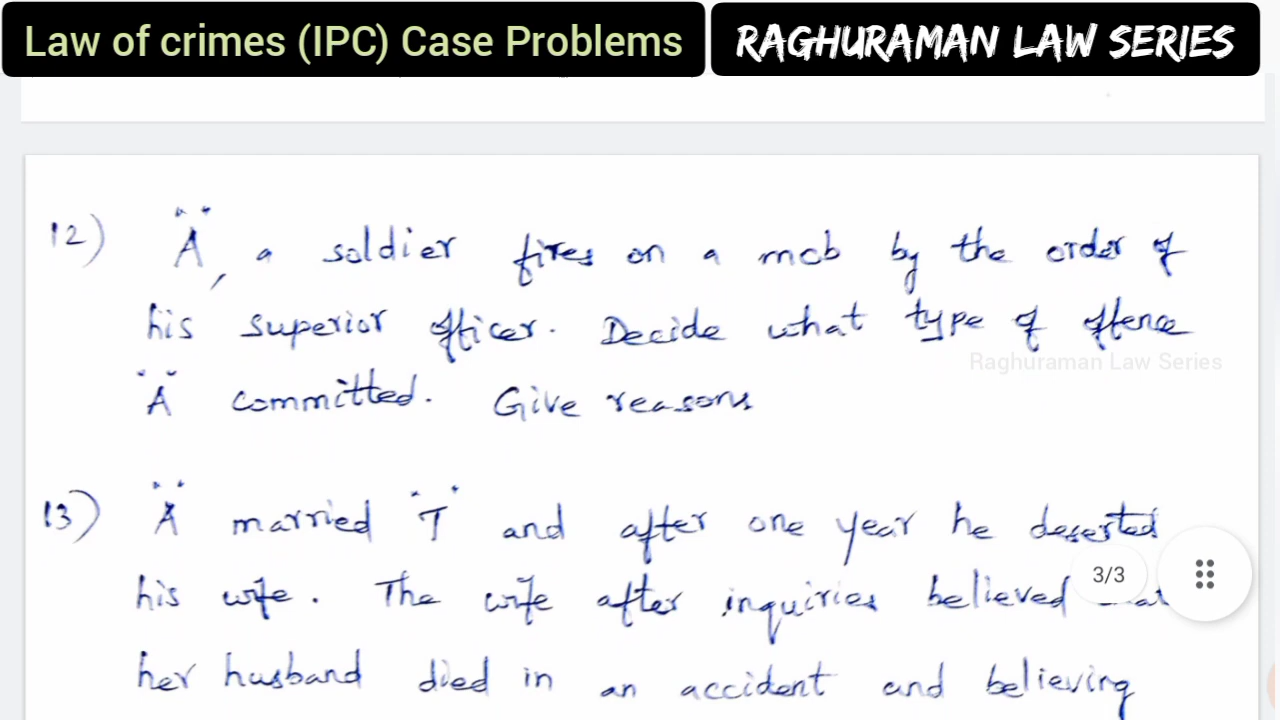 Law of crimes (IPC) Case Problems RAGHURAMAN LAW SERIES
12) "A", a soldier fires on a mob by the order of
his superior officer. Decide what type of offence
Raghuraman Law Series
"A" committed. Give reasons
13) "A" married "T" and after one year he deserted
3/3
his wife. The wife after inquiries believed
her husband died in an accident and believing